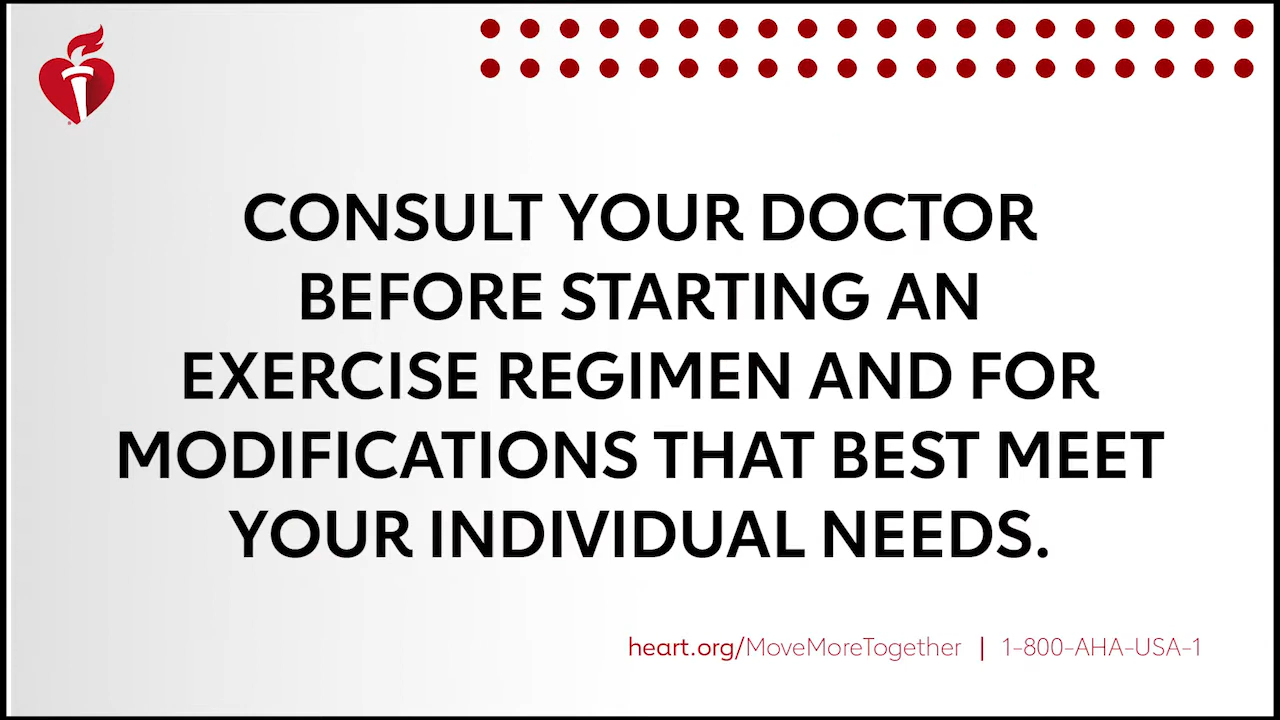 CONSULT YOUR DOCTOR
BEFORE STARTING AN
EXERCISE REGIMEN AND FOR
MODIFICATIONS THAT BEST MEET
YOUR INDIVIDUAL NEEDS.
heart.org/MoveMoreTogether | 1-800-AHA-USA-1